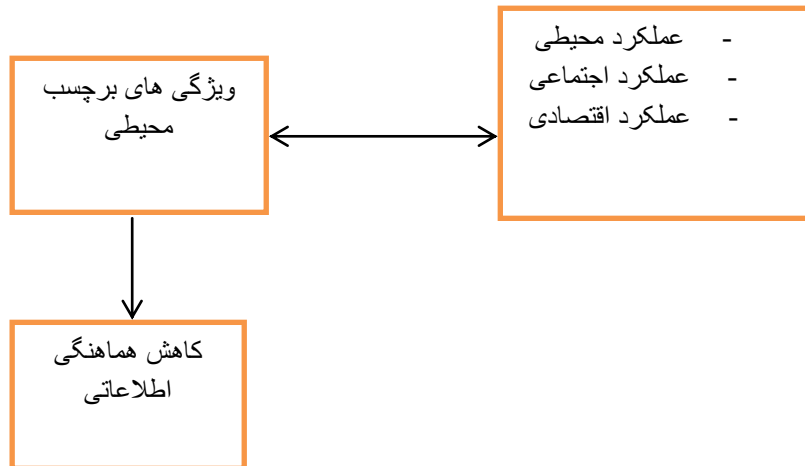 - عملکرد محیطی
- عملکرد اجتماعی
- عملکرد اقتصادی
ویژگی های برچسب
محیطی
کاهش هماهنگی
اطلاعاتی